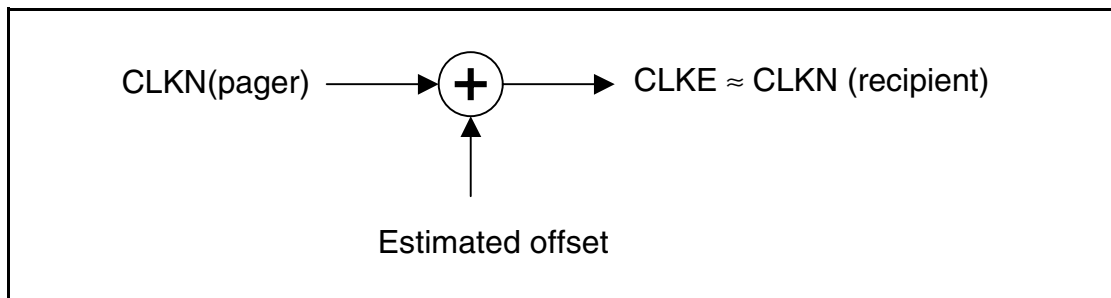 CLKN(pager) + CLKE ≈ CLKN (recipient)
Estimated offset